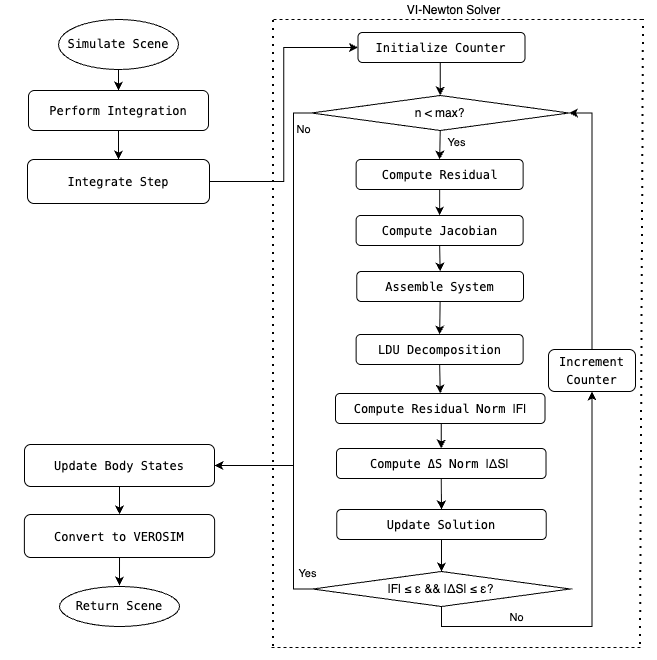 VI-Newton Solver
Simulate Scene
Perform Integration
Integrate Step
Initialize Counter
n < max?
No
Yes
Compute Residual
Compute Jacobian
Assemble System
LDU Decomposition
Increment
Counter
Compute Residual Norm |F|
Compute ΔS Norm |ΔS|
Update Solution
|F| ≤ ε && |ΔS| ≤ ε?
Yes
No
Update Body States
Convert to VEROSIM
Return Scene